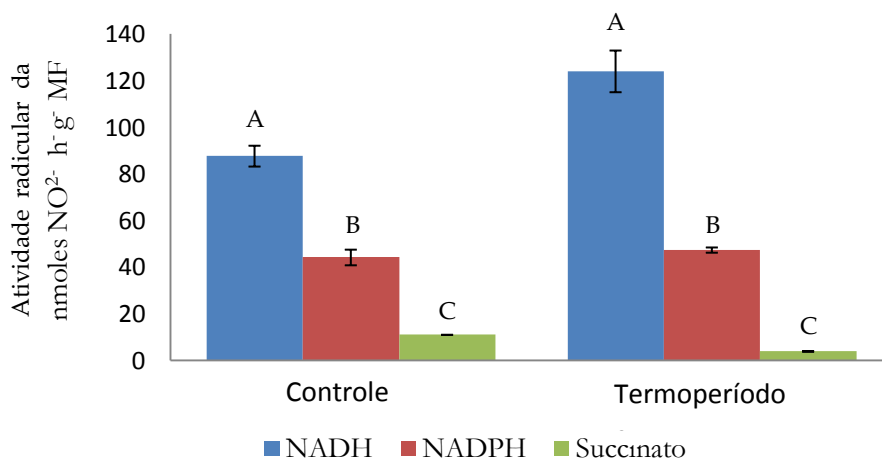 Atividade radicular da
nmoles NO²⁻ h⁻g⁻ MF
140
120
100
80
60
40
20
0
A
B
C
A
B
C
Controle
Termoperíodo
NADH
NADPH
Succinato